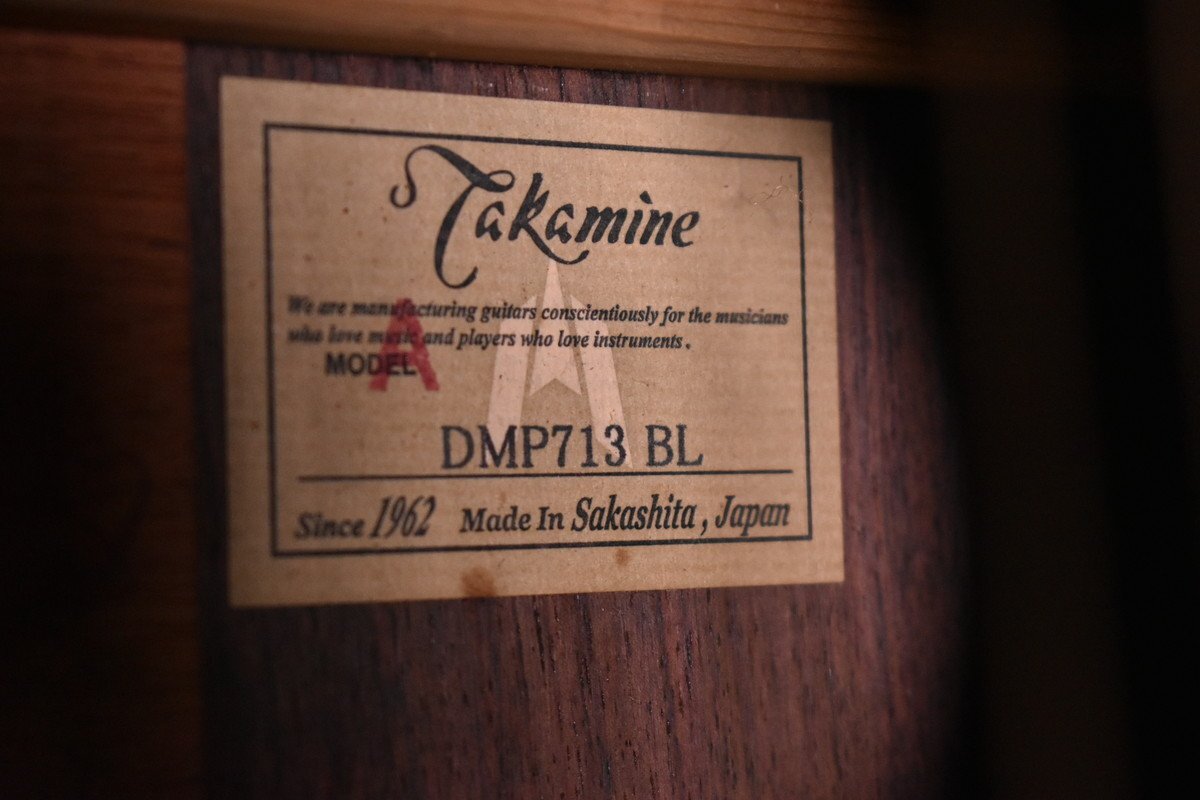 Takamine
We are manufacturing guitars conscientiously for the musicians
who love music and players who love instruments.
A
MODEL
DMP713 BL
Since 1962 Made In Sakashita, Japan